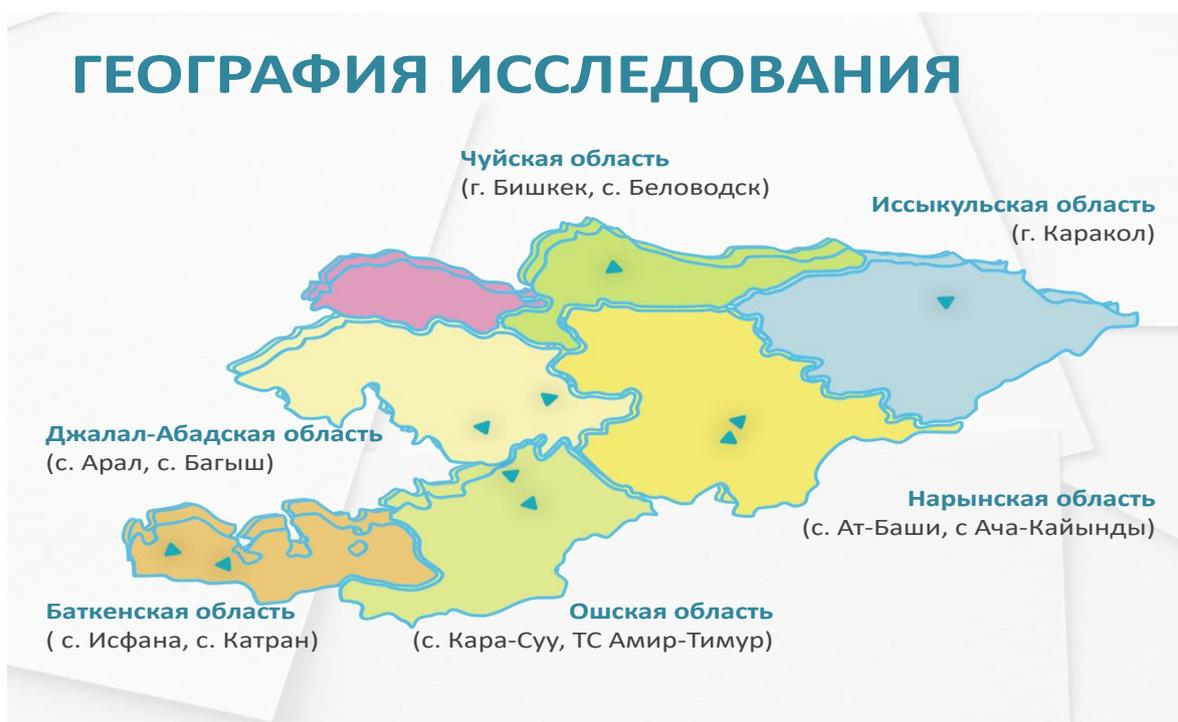 ГЕОГРАФИЯ ИССЛЕДОВАНИЯ
Чуйская область
(г. Бишкек, с. Беловодск)
Иссыкульская область
(г. Каракол)
Джалал-Абадская область
(с. Арал, с. Багыш)
Нарынская область
(с. Ат-Баши, с Ача-Кайынды)
Баткенская область
( с. Исфана, с. Катран)
Ошская область
(с. Кара-Суу, ТС Амир-Тимур)